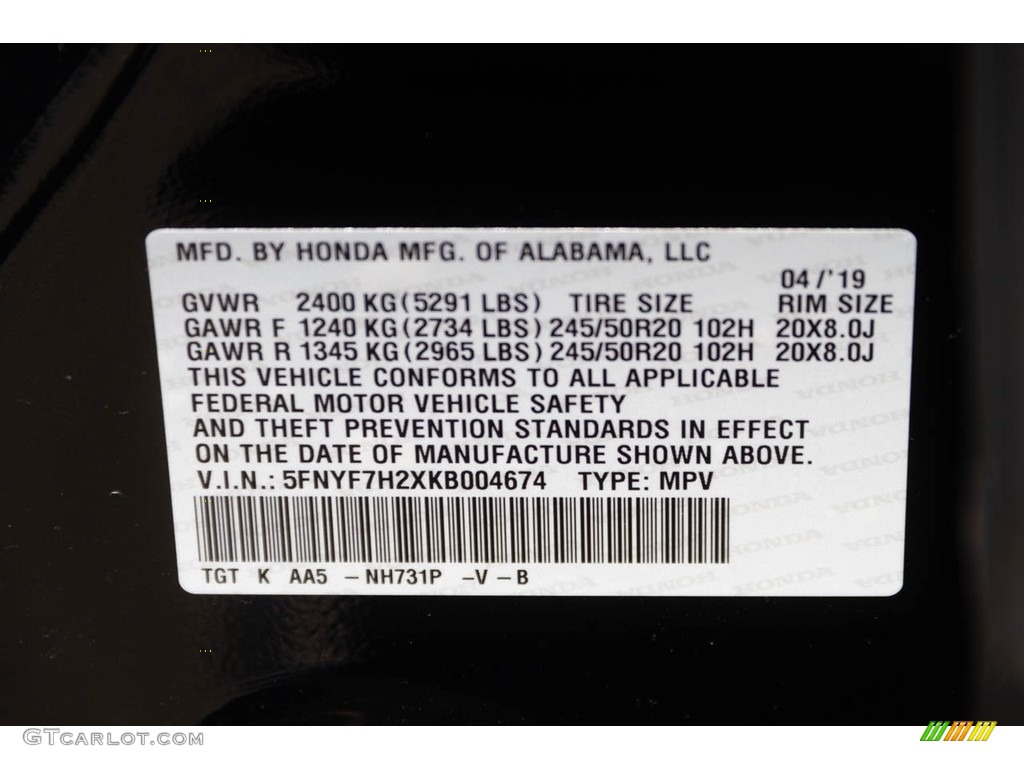 MFD. BY HONDA MFG. OF ALABAMA, LLC
04/'19
GVWR 2400 KG(5291 LBS) TIRE SIZE RIM SIZE
GAWR F 1240 KG(2734 LBS) 245/50R20 102H 20X8.0J
GAWR R 1345 KG(2965 LBS) 245/50R20 102H 20X8.0J
THIS VEHICLE CONFORMS TO ALL APPLICABLE
FEDERAL MOTOR VEHICLE SAFETY
AND THEFT PREVENTION STANDARDS IN EFFECT
ON THE DATE OF MANUFACTURE SHOWN ABOVE.
V.I.N.: 5FNYF7H2XKB004674 TYPE: MPV
TGT K AA5 -NH731P -V-B
GTCarLot.com